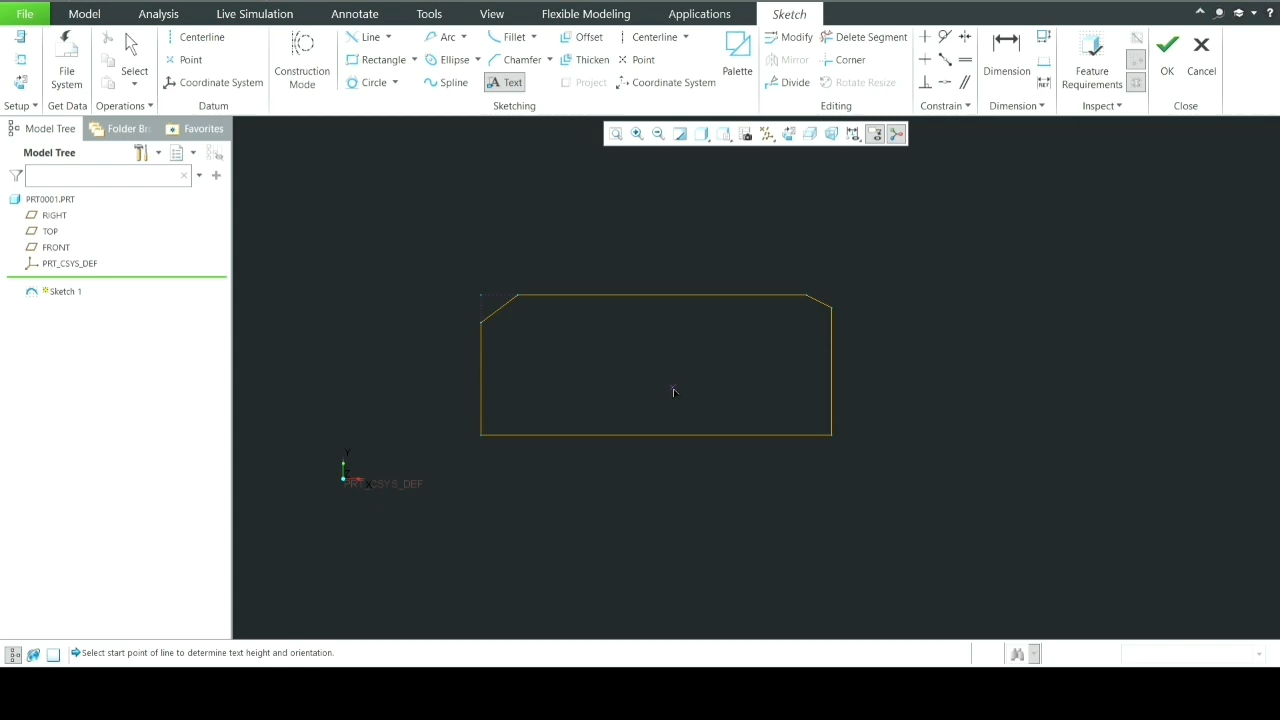 File Model Analysis Live Simulation Annotate Tools View Flexible Modeling Applications Sketch
Centerline Line Arc Fillet Offset Centerline Modify Delete Segment
Point Rectangle Ellipse Chamfer Thicken Point Mirror Corner
File System Select Coordinate System Construction Mode Circle Spline Text Project Coordinate System Palette Divide Rotate Resize Dimension Feature Requirements OK Cancel
REF
Setup Get Data Operations Datum Sketching Editing Constrain Dimension Inspect Close
Model Tree Folder Br Favorites
Model Tree
PRT0001.PRT
RIGHT
TOP
FRONT
PRT_CSYS_DEF
Sketch 1
Y
X
PRT_CSYS_DEF
Select start point of line to determine text height and orientation.